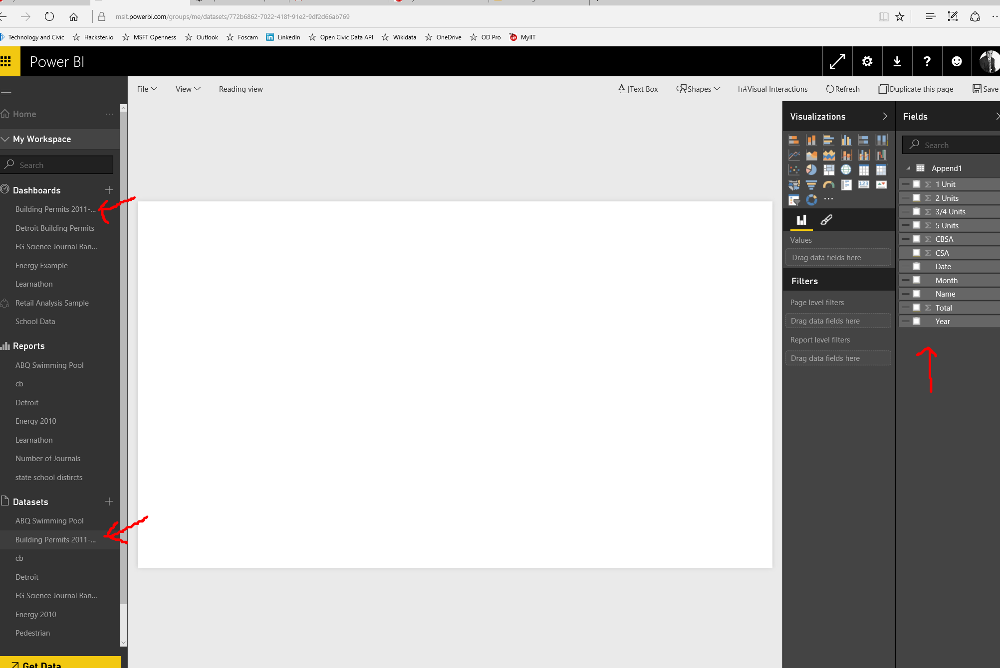 msit.powerbi.com/groups/me/datasets/772b6862-7022-418f-91e2-9df2d66ab769
Technology and Civic Hackster.io MSFT Openness Outlook Foscam LinkedIn Open Civic Data API Wikidata OneDrive OD Pro MyIIT
Power BI
File View Reading view Text Box Shapes Visual Interactions Refresh Duplicate this page Save
Home
My Workspace
Search
Dashboards
Building Permits 2011-...
Detroit Building Permits
EG Science Journal Ran...
Energy Example
Learnathon
Retail Analysis Sample
School Data
Reports
ABQ Swimming Pool
cb
Detroit
Energy 2010
Learnathon
Number of Journals
state school distircts
Datasets
ABQ Swimming Pool
Building Permits 2011-...
cb
Detroit
EG Science Journal Ran...
Energy 2010
Pedestrian
Get Data
Visualizations
123
Values
Drag data fields here
Filters
Page level filters
Drag data fields here
Report level filters
Drag data fields here
Fields
Search
Append1
Σ 1 Unit
Σ 2 Units
Σ 3/4 Units
Σ 5 Units
Σ CBSA
Σ CSA
Date
Month
Name
Σ Total
Year